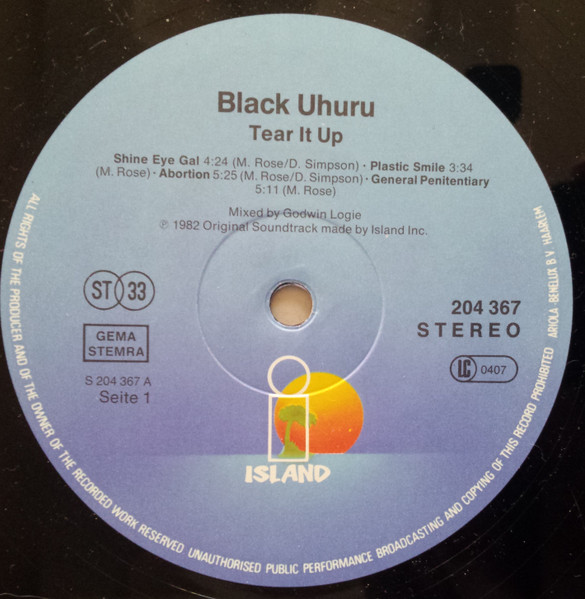 Black Uhuru
Tear It Up
Shine Eye Gal 4:24 (M. Rose/D. Simpson) · Plastic Smile 3:34
(M. Rose) · Abortion 5:25 (M. Rose/D. Simpson) · General Penitentiary
5:11 (M. Rose)
Mixed by Godwin Logie
℗ 1982 Original Soundtrack made by Island Inc.
ST 33
GEMA
STEMRA
S 204 367 A
Seite 1
204 367
STEREO
LC 0407
ISLAND
ALL RIGHTS OF THE PRODUCER AND OF THE OWNER OF THE RECORDED WORK RESERVED UNAUTHORISED PUBLIC PERFORMANCE BROADCASTING AND COPYING OF THIS RECORD PROHIBITED ARIOLA BENELUX B V HAARLEM